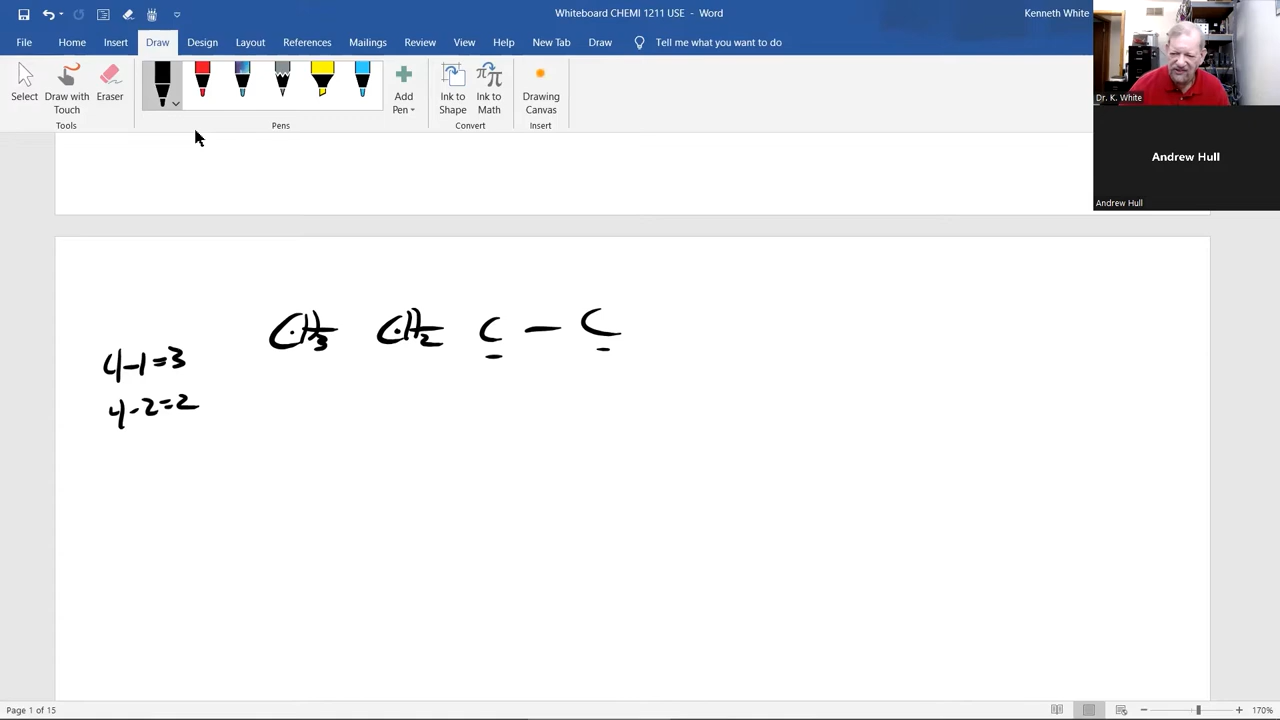 Whiteboard CHEMI 1211 USE - Word
Kenneth White
File Home Insert Draw Design Layout References Mailings Review View Help New Tab Draw Tell me what you want to do
Select Draw with Touch Eraser Add Pen Ink to Shape Ink to Math Drawing Canvas
Tools Pens Convert Insert
Dr. K. White
Andrew Hull
Andrew Hull
CH3 CH2 C — C
4-1=3
4-2=2
Page 1 of 15
170%